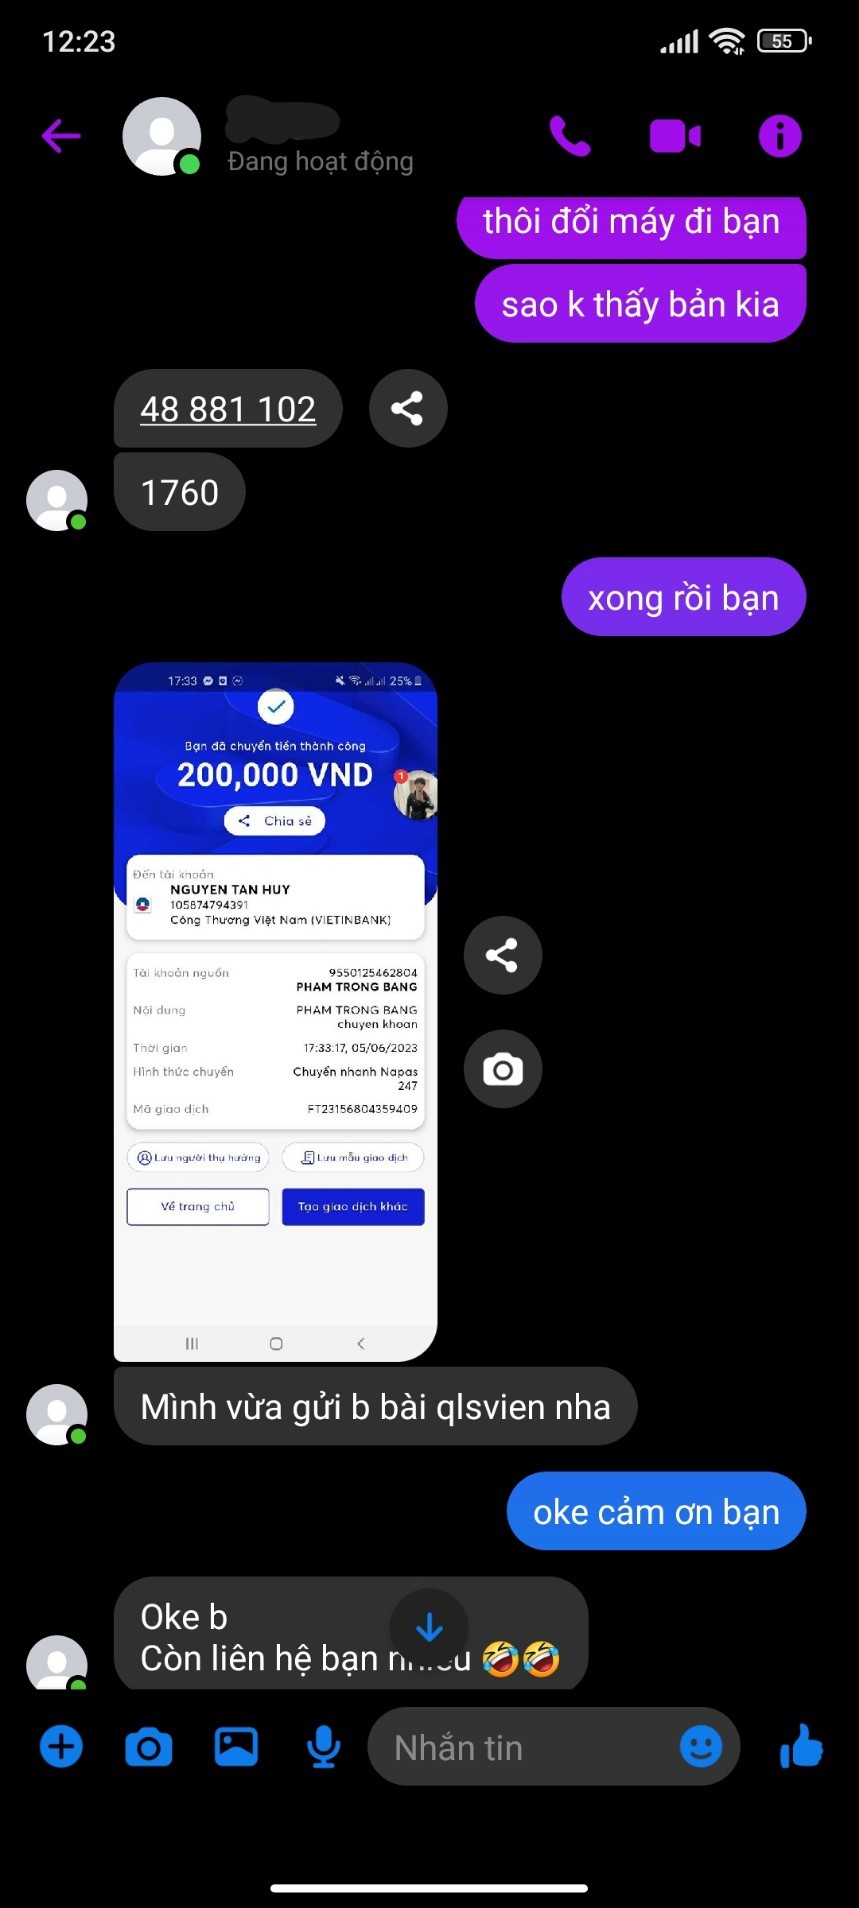 12:23
55
Đang hoạt động
thôi đổi máy đi bạn
sao k thấy bản kia
48 881 102
1760
xong rồi bạn
17:33
25%
Bạn đã chuyển tiền thành công
200,000 VND
1
Chia sẻ
Đến tài khoản
NGUYEN TAN HUY
105874794391
Công Thương Việt Nam (VIETINBANK)
Tài khoản nguồn 9550125462804
PHAM TRONG BANG
Nội dung PHAM TRONG BANG
chuyen khoan
Thời gian 17:33:17, 05/06/2023
Hình thức chuyển Chuyển nhanh Napas
247
Mã giao dịch FT23156804359409
Lưu người thụ hưởng Lưu mẫu giao dịch
Về trang chủ Tạo giao dịch khác
Mình vừa gửi b bài qlsvien nha
oke cảm ơn bạn
Oke b
Còn liên hệ bạn 🤣🤣
Nhắn tin